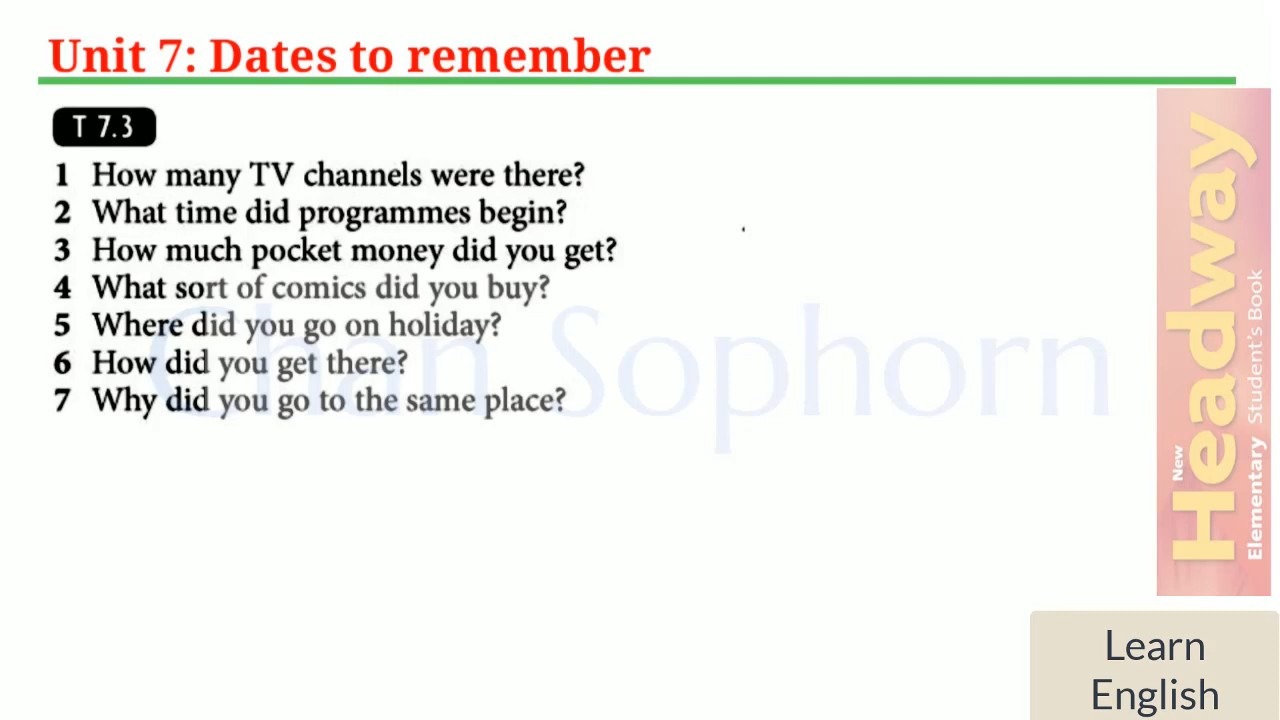 Unit 7: Dates to remember
T 7.3
1 How many TV channels were there?
2 What time did programmes begin?
3 How much pocket money did you get?
4 What sort of comics did you buy?
5 Where did you go on holiday?
6 How did you get there?
7 Why did you go to the same place?
Chan Sophorn
New
Headway
Elementary Student's Book
Learn
English